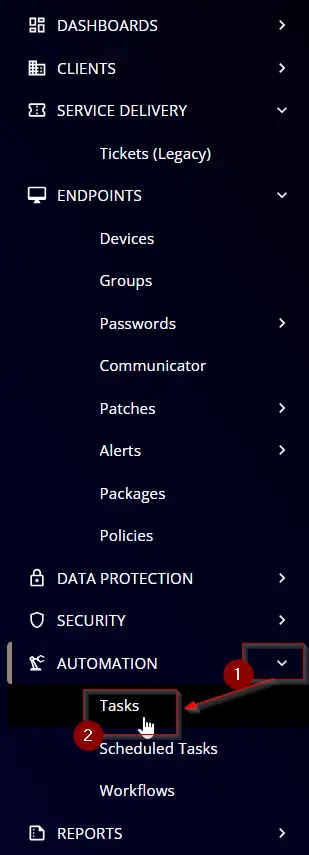 DASHBOARDS
CLIENTS
SERVICE DELIVERY
Tickets (Legacy)
ENDPOINTS
Devices
Groups
Passwords
Communicator
Patches
Alerts
Packages
Policies
DATA PROTECTION
SECURITY
AUTOMATION
1
Tasks
2
Scheduled Tasks
Workflows
REPORTS